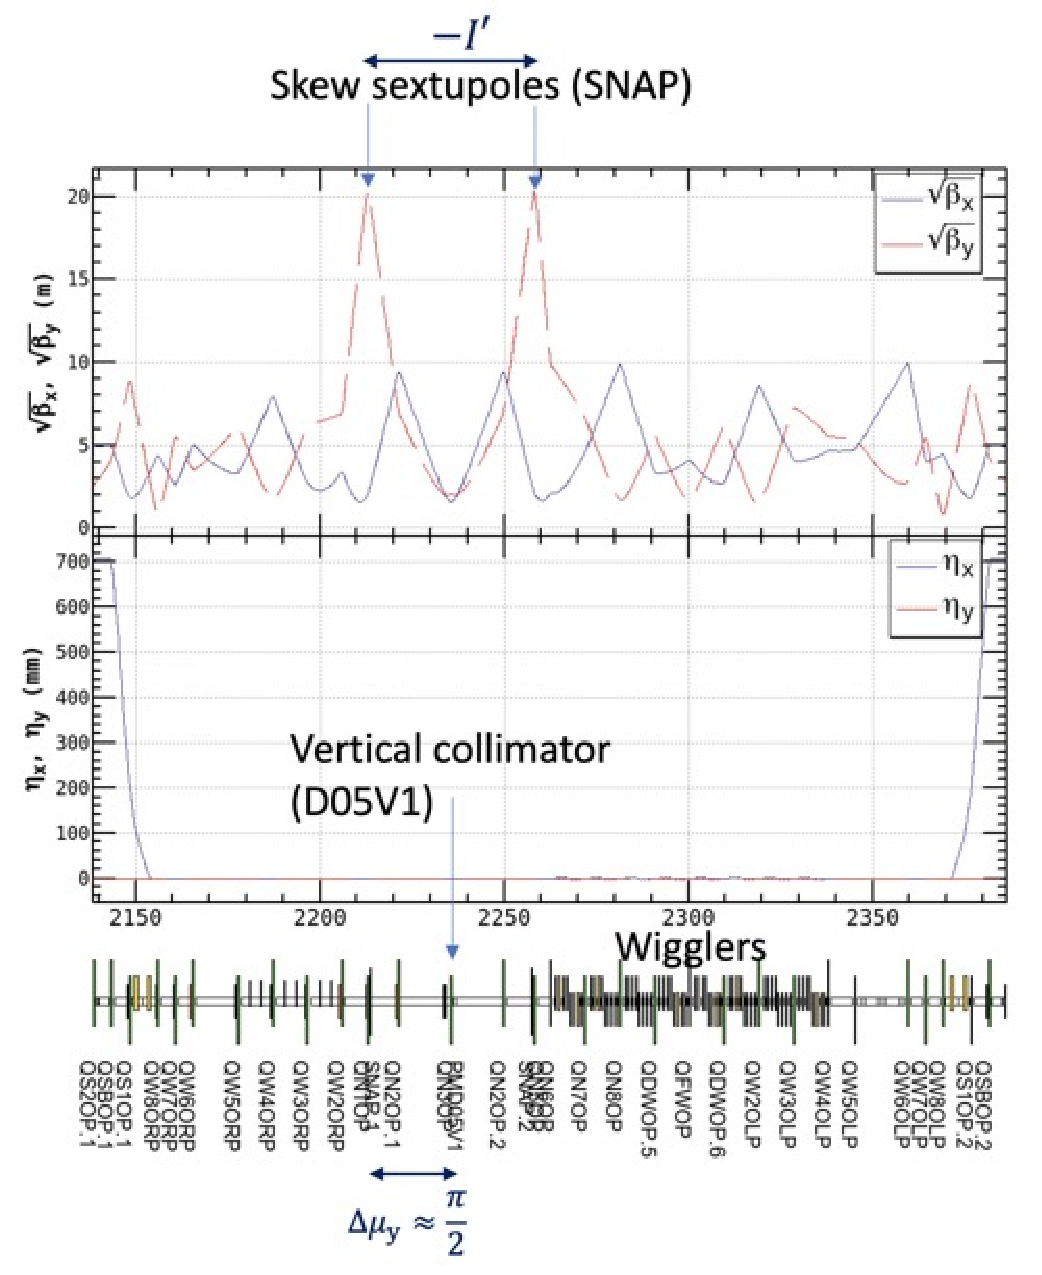 −I′
Skew sextupoles (SNAP)
√βx, √βy (m)
20
15
10
5
0
√βx
√βy
ηx, ηy (mm)
700
600
500
400
300
200
100
0
ηx
ηy
Vertical collimator
(D05V1)
2150 2200 2250 2300 2350
Wigglers
QS2OP.1
QSBOP.1
QS1OP.1
QW8ORP
QW7ORP
QW6ORP
QW5ORP
QW4ORP
QW3ORP
QW2ORP
SNAP.1
QN2OP.1
PMD05V1
QN2OP.2
QN7OP
QN8OP
QDWOP.5
QFWOP
QDWOP.6
QW2OLP
QW3OLP
QW4OLP
QW5OLP
QW6OLP
QW7OLP
QW8OLP
QS1OP.2
QSBOP.2
Δμy ≈ π/2